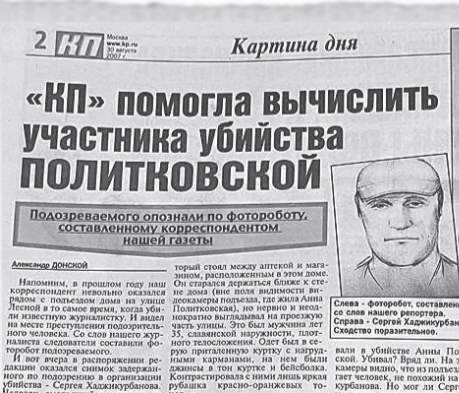 2
КП
Москва
www.kp.ru
30 августа
2007 г.
Картина дня
«КП» помогла вычислить
участника убийства
ПОЛИТКОВСКОЙ
Подозреваемого опознали по фотороботу,
составленному корреспондентом
нашей газеты
Александр ДОНСКОЙ
Напомним, в прошлом году наш
корреспондент невольно оказался
рядом с подъездом дома на улице
Лесной в то самое время, когда уби-
ли известную журналистку. И видел
на месте преступления подозритель-
ного человека. Со слов нашего жур-
налиста следователи составили фо-
торобот подозреваемого.
И вот вчера в распоряжении ре-
дакции оказался снимок задержан-
ного по подозрению в организации
убийства - Сергея Хаджикурбанова.
торый стоял между аптекой и мага-
зином, расположенным в этом доме.
Он старался держаться ближе к сте-
не дома (вне поля видимости ви-
деокамеры подъезда, где жила Анна
Политковская), но нервно и неод-
нократно выглядывал на проезжую
часть улицы. Это был мужчина лет
35, славянской наружности, плот-
ного телосложения. Одет был в се-
рую приталенную куртку с нагруд-
ными карманами, на нем были
джинсы в тон куртке и бейсболка.
Контрастировала с ними лишь яркая
рубашка красно-оранжевых то-
Слева - фоторобот, составлен
со слов нашего репортера.
Справа - Сергей Хаджикурбан
Сходство поразительное.
вали в убийстве Анны По
ской. Убивал? Вряд ли. На з
камеры видно, что из подъез
гает человек, не похожий на
курбанова. Но мог ли Серг